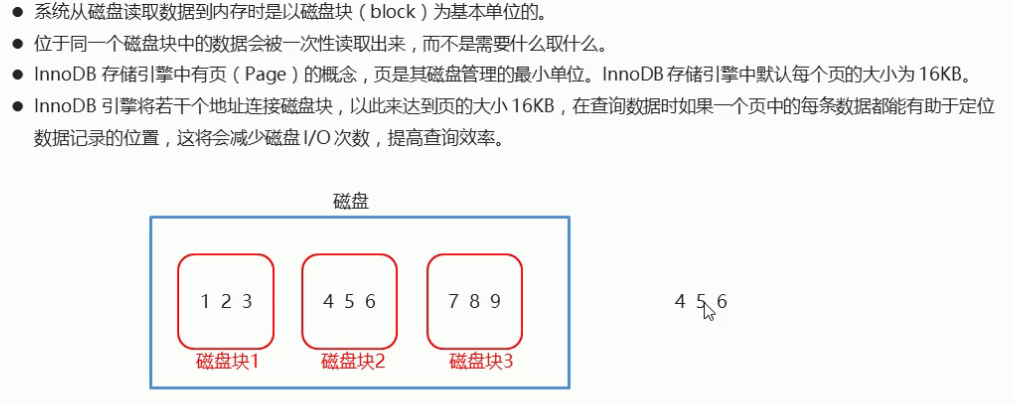 ● 系统从磁盘读取数据到内存时是以磁盘块（block）为基本单位的。
● 位于同一个磁盘块中的数据会被一次性读取出来，而不是需要什么取什么。
● InnoDB 存储引擎中有页（Page）的概念，页是其磁盘管理的最小单位。InnoDB 存储引擎中默认每个页的大小为 16KB。
● InnoDB 引擎将若干个地址连接磁盘块，以此来达到页的大小 16KB，在查询数据时如果一个页中的每条数据都能有助于定位
数据记录的位置，这将会减少磁盘 I/O 次数，提高查询效率。
磁盘
1 2 3 4 5 6 7 8 9 4 5 6
磁盘块1 磁盘块2 磁盘块3